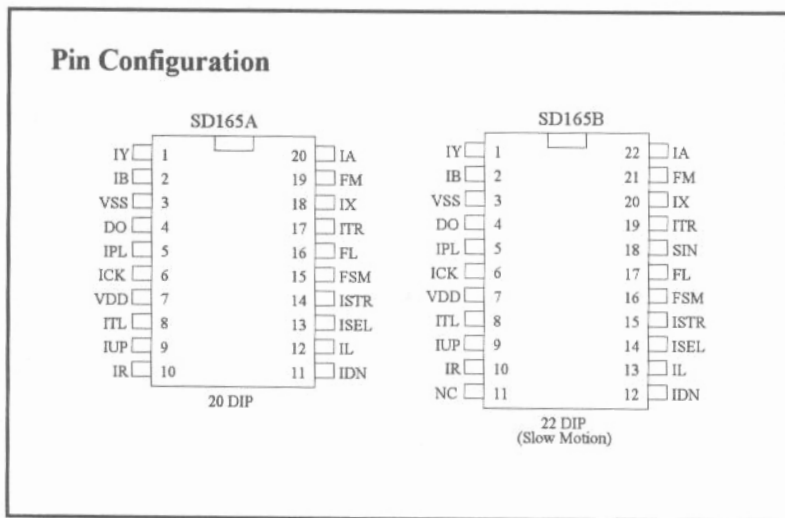 Pin Configuration
SD165A
IY 1 20 IA
IB 2 19 FM
VSS 3 18 IX
DO 4 17 ITR
IPL 5 16 FL
ICK 6 15 FSM
VDD 7 14 ISTR
ITL 8 13 ISEL
IUP 9 12 IL
IR 10 11 IDN
20 DIP
SD165B
IY 1 22 IA
IB 2 21 FM
VSS 3 20 IX
DO 4 19 ITR
IPL 5 18 SIN
ICK 6 17 FL
VDD 7 16 FSM
ITL 8 15 ISTR
IUP 9 14 ISEL
IR 10 13 IL
NC 11 12 IDN
22 DIP
(Slow Motion)